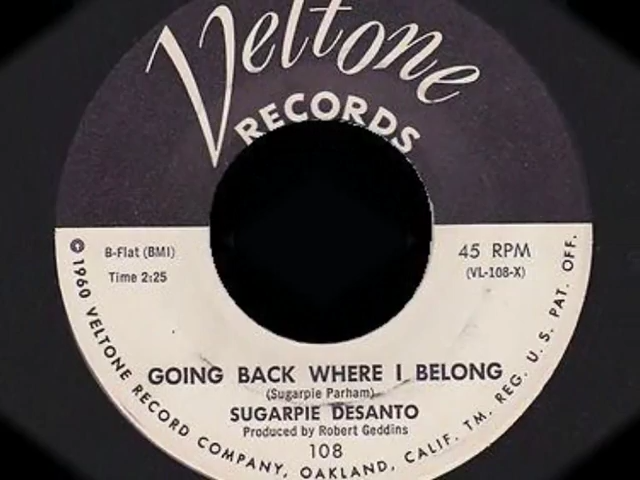 Veltone
RECORDS
B-Flat (BMI)
Time 2:25
45 RPM
(VL-108-X)
GOING BACK WHERE I BELONG
(Sugarpie Parham)
SUGARPIE DESANTO
Produced by Robert Geddins
108
© 1960 VELTONE RECORD COMPANY, OAKLAND, CALIF. TM. REG. U. S. PAT. OFF.